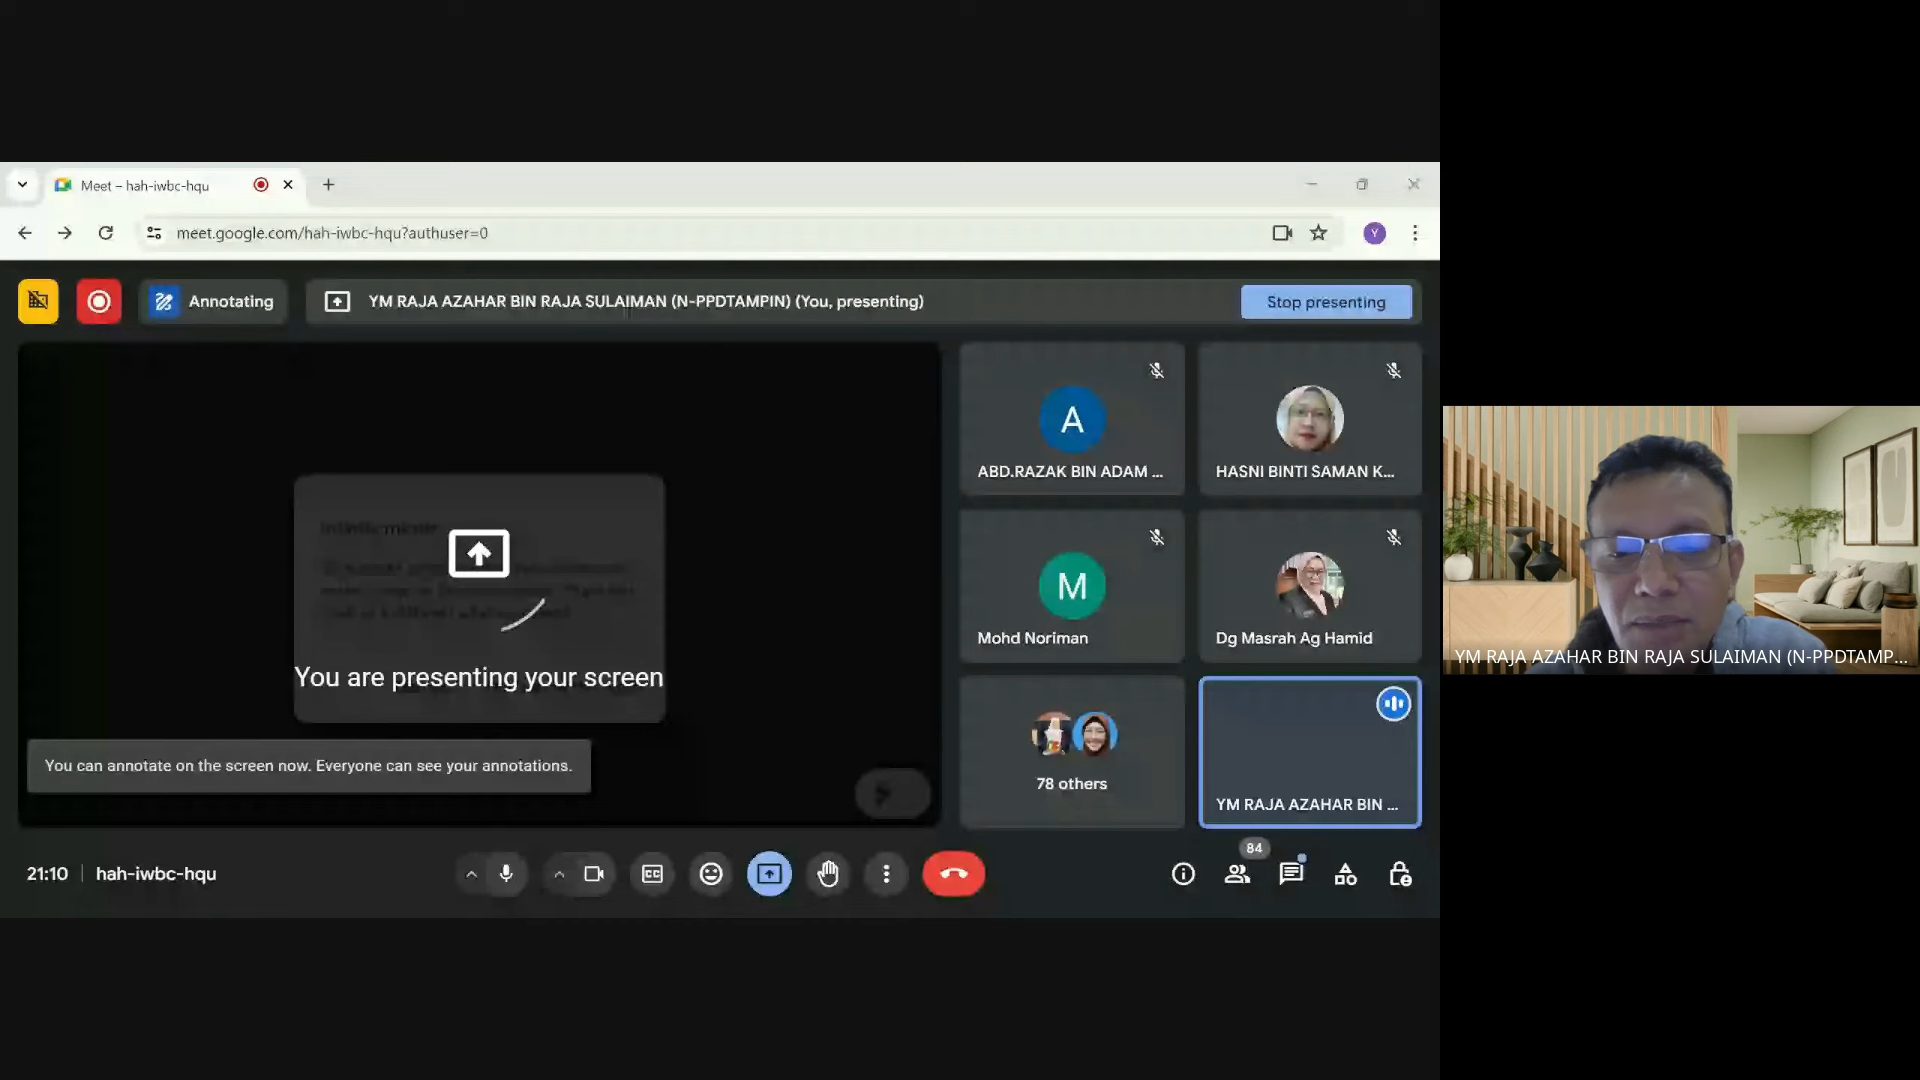 Meet – hah-iwbc-hqu
meet.google.com/hah-iwbc-hqu?authuser=0
Y
Annotating
YM RAJA AZAHAR BIN RAJA SULAIMAN (N-PPDTAMPIN) (You, presenting)
Stop presenting
A
ABD.RAZAK BIN ADAM ...
HASNI BINTI SAMAN K...
M
Mohd Noriman
Dg Masrah Ag Hamid
You are presenting your screen
You can annotate on the screen now. Everyone can see your annotations.
78 others
YM RAJA AZAHAR BIN ...
YM RAJA AZAHAR BIN RAJA SULAIMAN (N-PPDTAMP...
84
21:10
hah-iwbc-hqu
CC